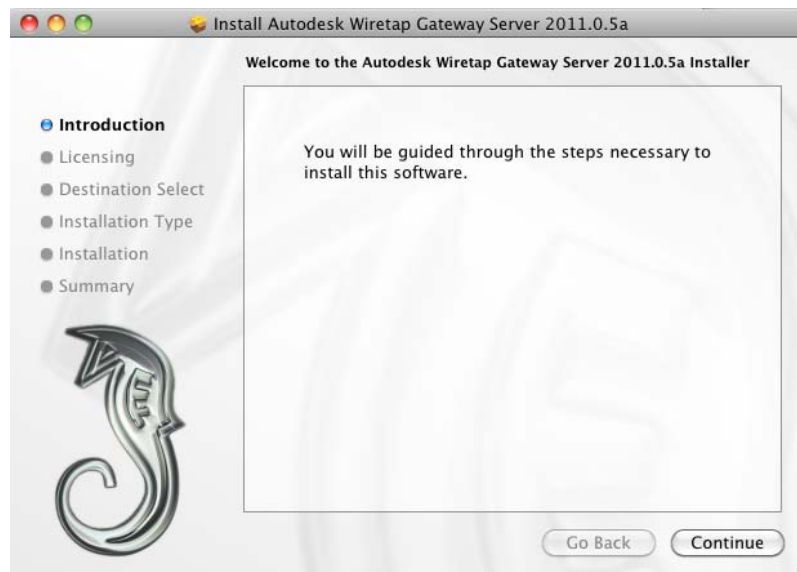 Install Autodesk Wiretap Gateway Server 2011.0.5a
Welcome to the Autodesk Wiretap Gateway Server 2011.0.5a Installer
Introduction
Licensing
Destination Select
Installation Type
Installation
Summary
You will be guided through the steps necessary to
install this software.
Go Back
Continue